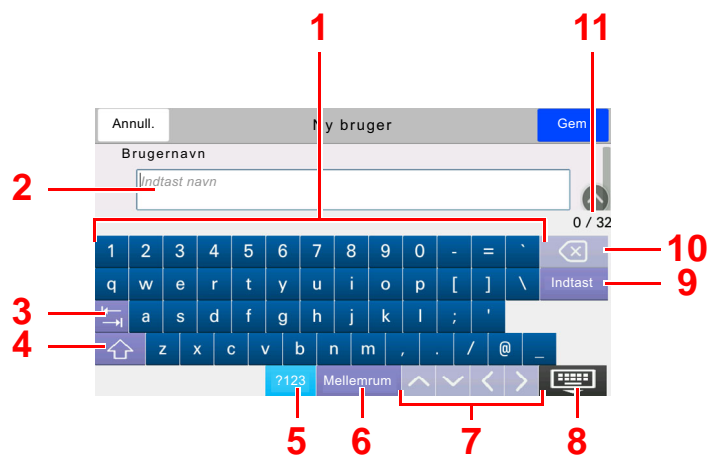 1 11
Annull. Ny bruger Gem
Brugernavn
2 Indtast navn
0 / 32
1 2 3 4 5 6 7 8 9 0 - = ` 10
q w e r t y u i o p [ ] \ Indtast 9
3 a s d f g h j k l ; '
4 z x c v b n m , . / @ _
?123 Mellemrum
5 6 7 8